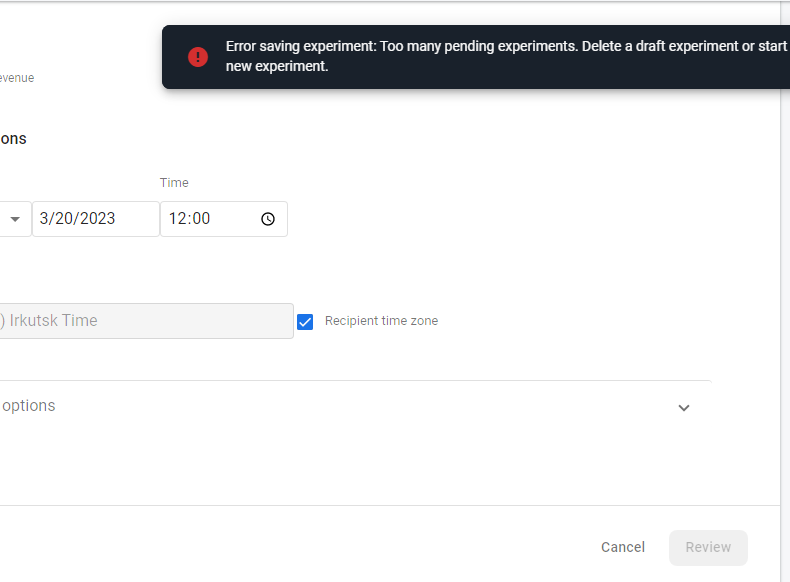 Error saving experiment: Too many pending experiments. Delete a draft experiment or start
new experiment.
evenue
ons
Time
3/20/2023 12:00
) Irkutsk Time Recipient time zone
options
Cancel Review